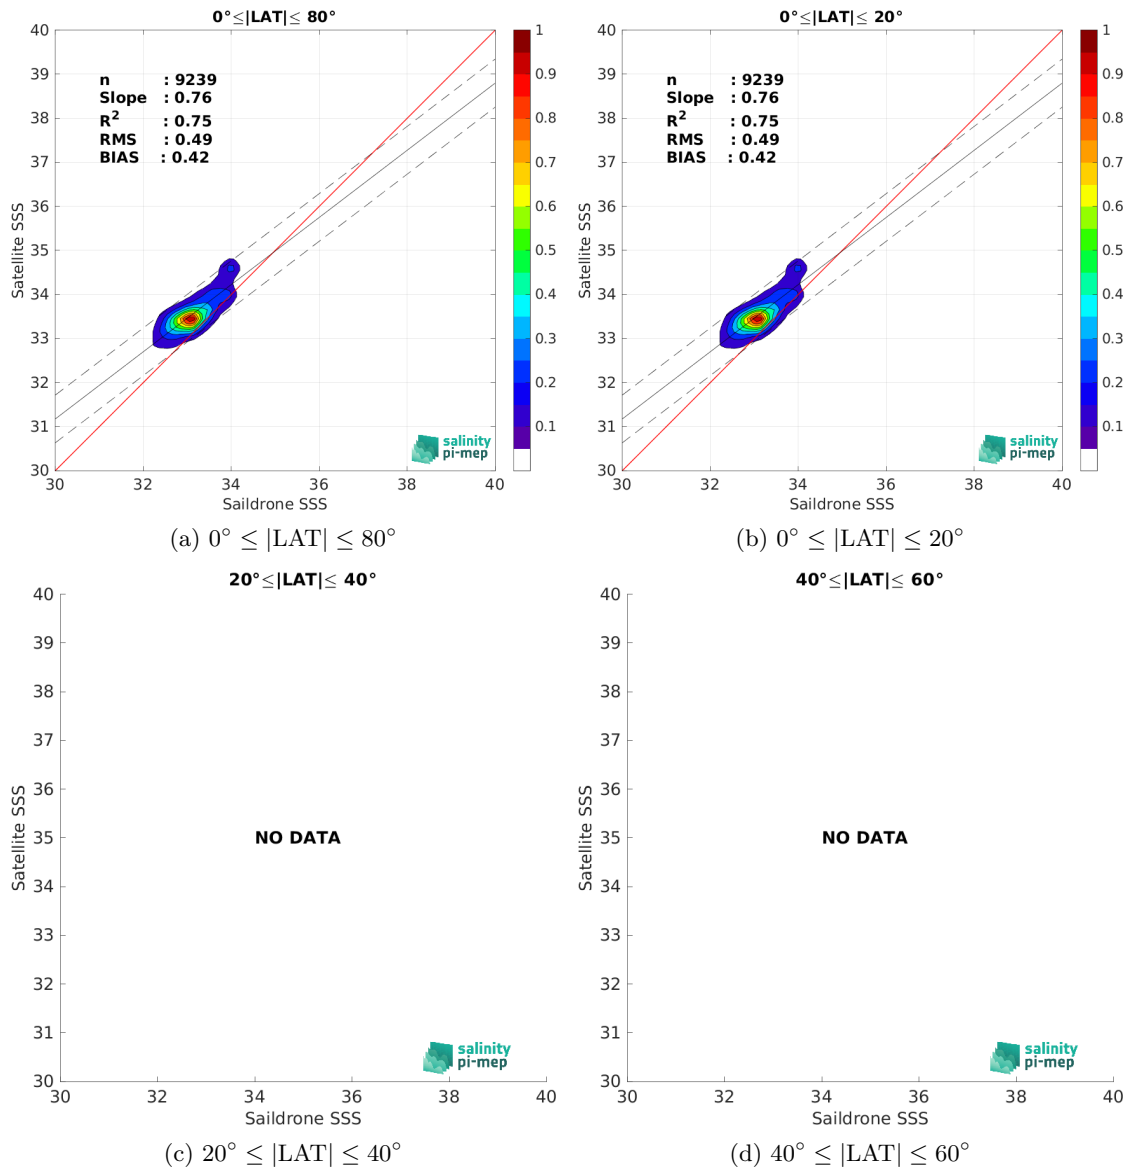 0°≤|LAT|≤ 80°
n : 9239
Slope : 0.76
R2 : 0.75
RMS : 0.49
BIAS : 0.42
40
39
38
37
36
35
34
33
32
31
30
30 32 34 36 38 40
Satellite SSS
Saildrone SSS
1
0.9
0.8
0.7
0.6
0.5
0.4
0.3
0.2
0.1
salinity
pi-mep
(a) 0° ≤ |LAT| ≤ 80°
0°≤|LAT|≤ 20°
n : 9239
Slope : 0.76
R2 : 0.75
RMS : 0.49
BIAS : 0.42
40
39
38
37
36
35
34
33
32
31
30
30 32 34 36 38 40
Satellite SSS
Saildrone SSS
1
0.9
0.8
0.7
0.6
0.5
0.4
0.3
0.2
0.1
salinity
pi-mep
(b) 0° ≤ |LAT| ≤ 20°
20°≤|LAT|≤ 40°
40
39
38
37
36
35
34
33
32
31
30
30 32 34 36 38 40
Satellite SSS
Saildrone SSS
NO DATA
salinity
pi-mep
(c) 20° ≤ |LAT| ≤ 40°
40°≤|LAT|≤ 60°
40
39
38
37
36
35
34
33
32
31
30
30 32 34 36 38 40
Satellite SSS
Saildrone SSS
NO DATA
salinity
pi-mep
(d) 40° ≤ |LAT| ≤ 60°